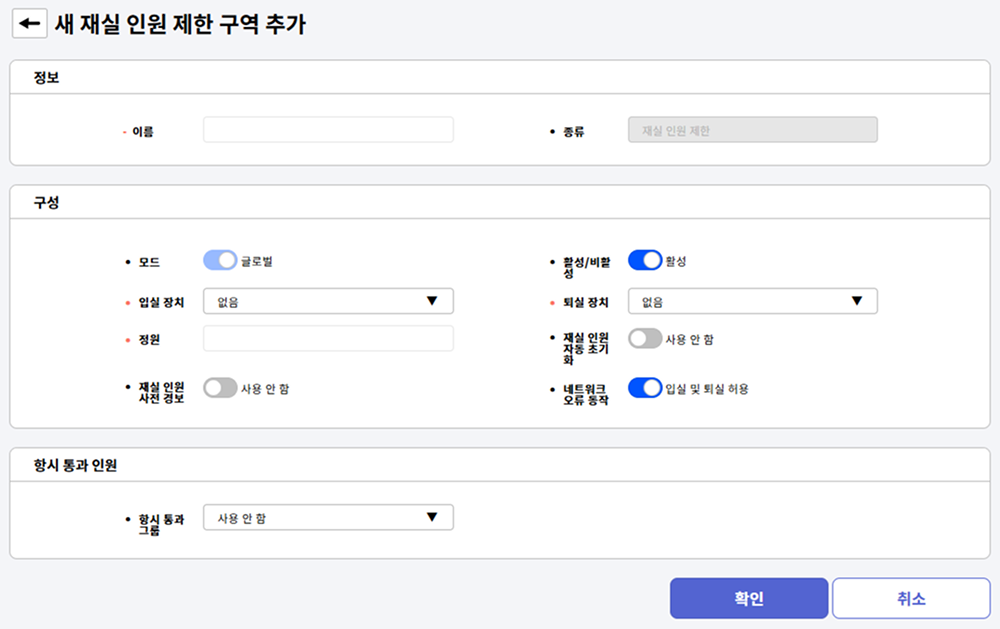 새 재실 인원 제한 구역 추가
정보
이름
종류
재실 인원 제한
구성
모드
글로벌
활성/비활
성
활성
입실 장치
없음
퇴실 장치
없음
정원
재실 인원
자동 초기
화
사용 안 함
재실 인원
사전 경보
사용 안 함
네트워크
오류 동작
입실 및 퇴실 허용
항시 통과 인원
항시 통과
그룹
사용 안 함
확인
취소